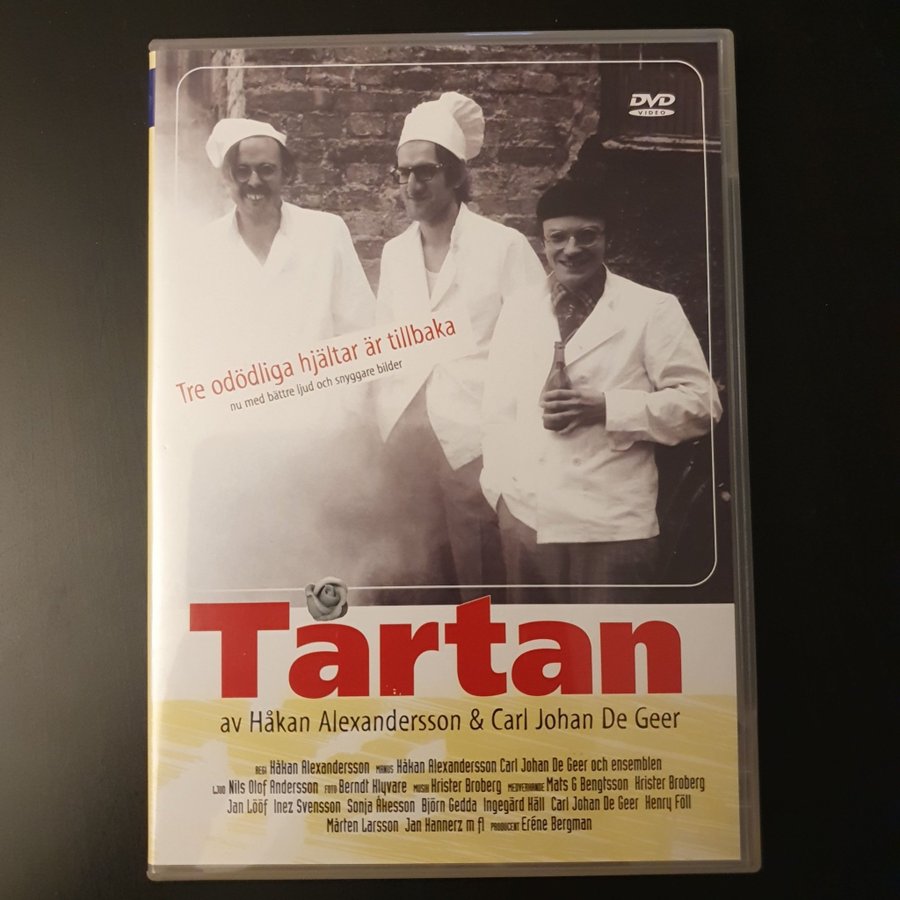 DVD
VIDEO
Tre odödliga hjältar är tillbaka
nu med bättre ljud och snyggare bilder
Tårtan
av Håkan Alexandersson & Carl Johan De Geer
REGI Håkan Alexandersson MANUS Håkan Alexandersson Carl Johan De Geer och ensemblen
LJUD Nils Olof Andersson FOTO Berndt Klyvare MUSIK Krister Broberg MEDVERKANDE Mats G Bengtsson Krister Broberg
Jan Lööf Inez Svensson Sonja Åkesson Björn Gedda Ingegärd Käll Carl Johan De Geer Henry Föll
Mårten Larsson Jan Hannerz m fl PRODUCENT Eréne Bergman